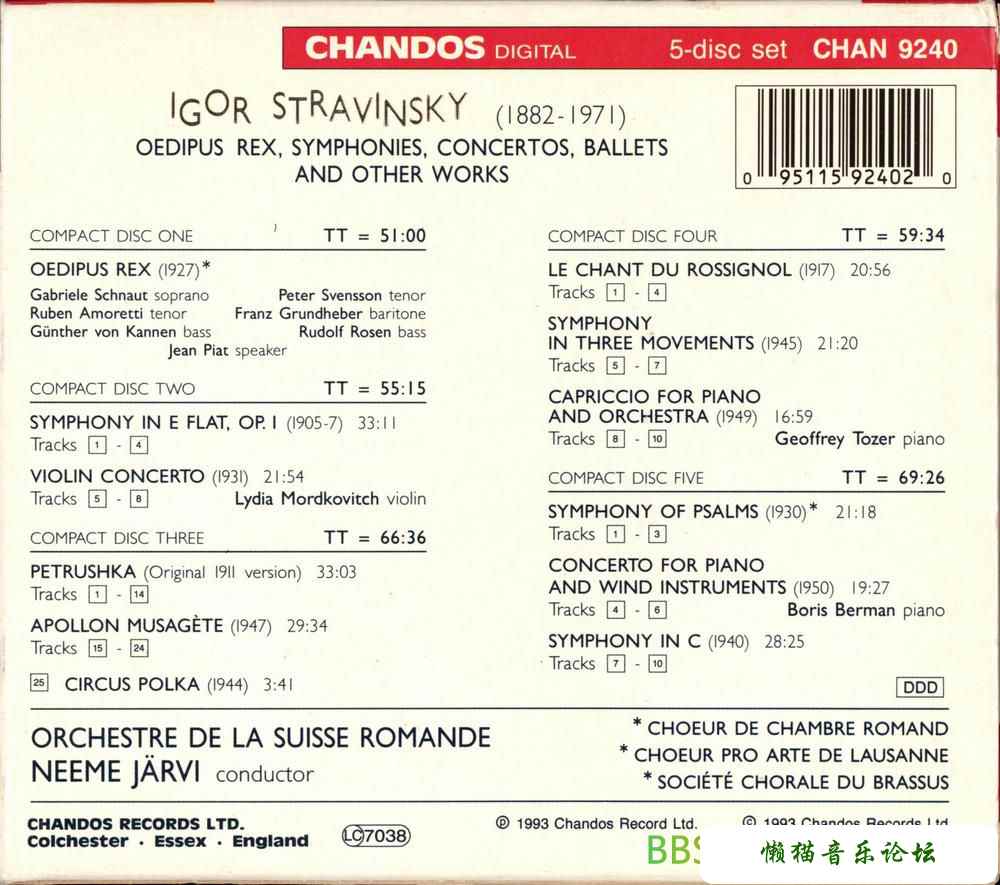 CHANDOS DIGITAL 5-disc set CHAN 9240
IGOR STRAVINSKY (1882-1971)
OEDIPUS REX, SYMPHONIES, CONCERTOS, BALLETS
AND OTHER WORKS
0 95115 92402 0
COMPACT DISC ONE TT = 51:00
OEDIPUS REX (1927)*
Gabriele Schnaut soprano Peter Svensson tenor
Ruben Amoretti tenor Franz Grundheber baritone
Günther von Kannen bass Rudolf Rosen bass
Jean Piat speaker
COMPACT DISC TWO TT = 55:15
SYMPHONY IN E FLAT, OP. 1 (1905-7) 33:11
Tracks 1 - 4
VIOLIN CONCERTO (1931) 21:54
Tracks 5 - 8 Lydia Mordkovitch violin
COMPACT DISC THREE TT = 66:36
PETRUSHKA (Original 1911 version) 33:03
Tracks 1 - 14
APOLLON MUSAGÈTE (1947) 29:34
Tracks 15 - 24
25 CIRCUS POLKA (1944) 3:41
COMPACT DISC FOUR TT = 59:34
LE CHANT DU ROSSIGNOL (1917) 20:56
Tracks 1 - 4
SYMPHONY
IN THREE MOVEMENTS (1945) 21:20
Tracks 5 - 7
CAPRICCIO FOR PIANO
AND ORCHESTRA (1949) 16:59
Tracks 8 - 10 Geoffrey Tozer piano
COMPACT DISC FIVE TT = 69:26
SYMPHONY OF PSALMS (1930)* 21:18
Tracks 1 - 3
CONCERTO FOR PIANO
AND WIND INSTRUMENTS (1950) 19:27
Tracks 4 - 6 Boris Berman piano
SYMPHONY IN C (1940) 28:25
Tracks 7 - 10
DDD
ORCHESTRE DE LA SUISSE ROMANDE
NEEME JÄRVI conductor
* CHOEUR DE CHAMBRE ROMAND
* CHOEUR PRO ARTE DE LAUSANNE
* SOCIÉTÉ CHORALE DU BRASSUS
CHANDOS RECORDS LTD.
Colchester · Essex · England
LC 7038
℗ 1993 Chandos Record Ltd. © 1993 Chandos Records Ltd
BBS
懒猫音乐论坛